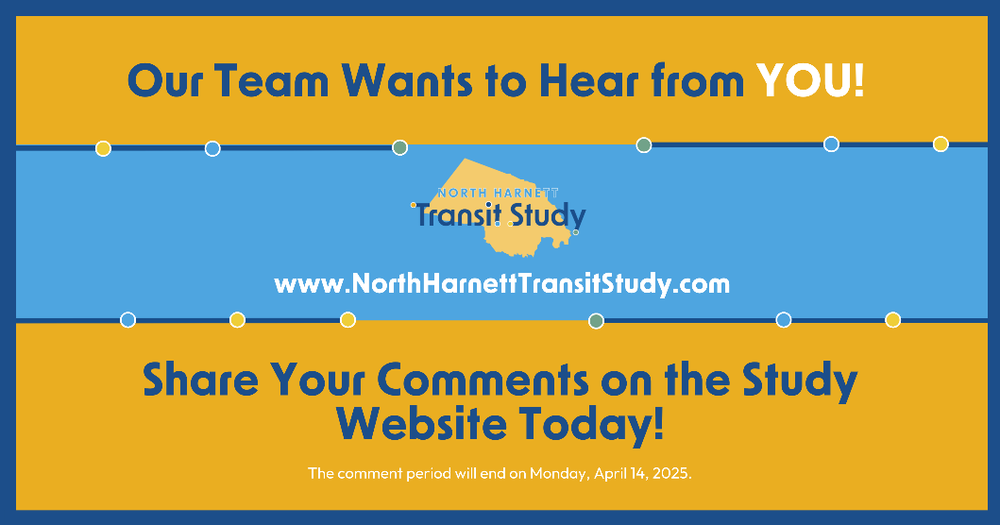 Our Team Wants to Hear from YOU!
NORTH HARNETT
Transit Study
www.NorthHarnettTransitStudy.com
Share Your Comments on the Study
Website Today!
The comment period will end on Monday, April 14, 2025.